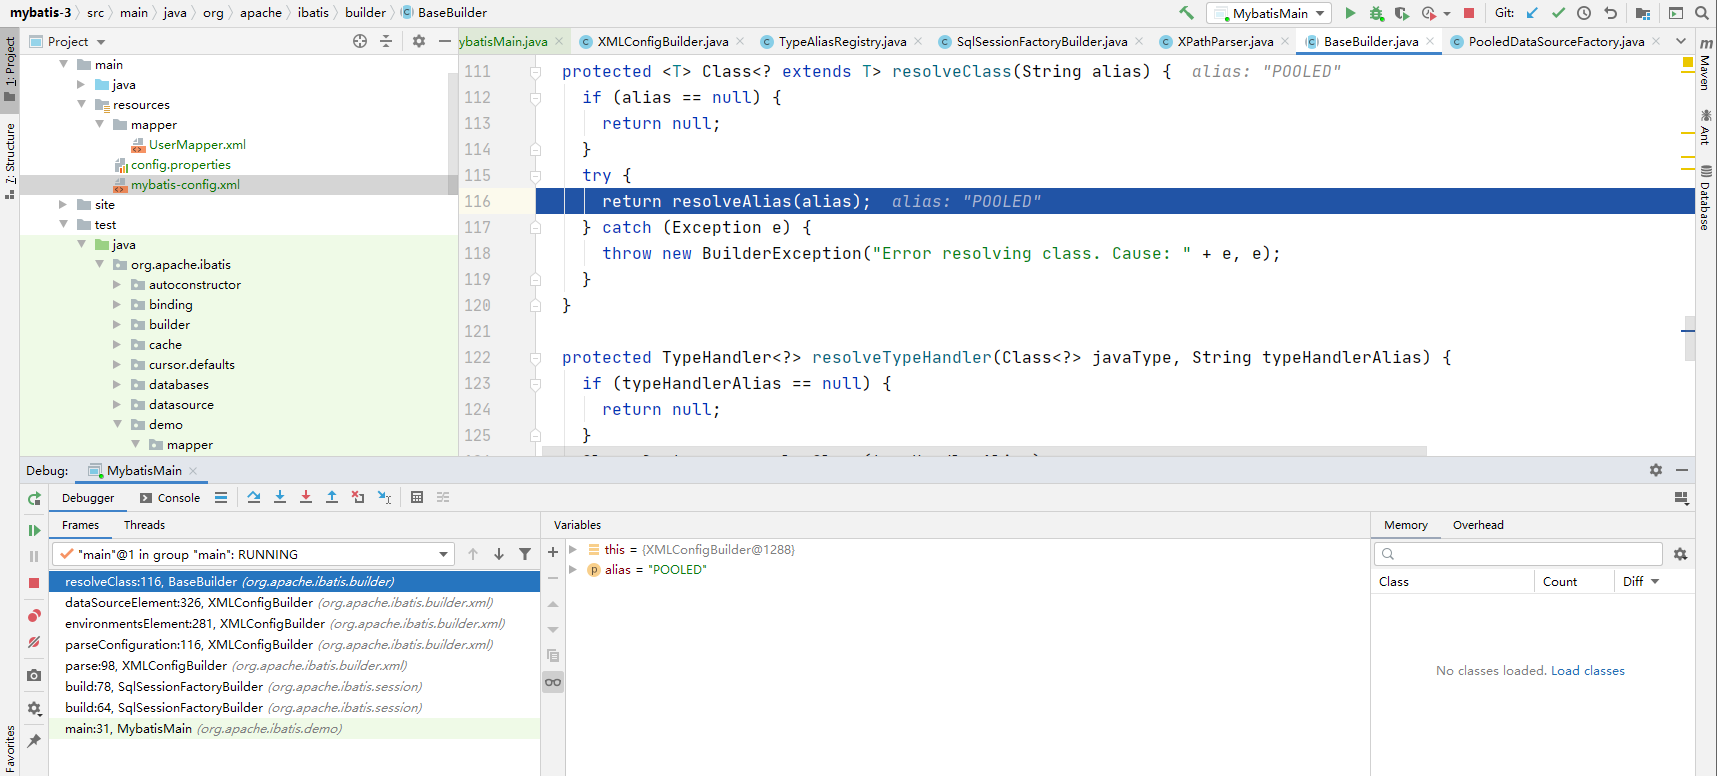 mybatis-3 src main java org apache ibatis builder BaseBuilder MybatisMain Git:
1: Project
7: Structure
Favorites
Project
main
java
resources
mapper
UserMapper.xml
config.properties
mybatis-config.xml
site
test
java
org.apache.ibatis
autoconstructor
binding
builder
cache
cursor.defaults
databases
datasource
demo
mapper
ybatisMain.java XMLConfigBuilder.java TypeAliasRegistry.java SqlSessionFactoryBuilder.java XPathParser.java BaseBuilder.java PooledDataSourceFactory.java
111 protected <T> Class<? extends T> resolveClass(String alias) { alias: "POOLED"
112 if (alias == null) {
113 return null;
114 }
115 try {
116 return resolveAlias(alias); alias: "POOLED"
117 } catch (Exception e) {
118 throw new BuilderException("Error resolving class. Cause: " + e, e);
119 }
120 }
121
122 protected TypeHandler<?> resolveTypeHandler(Class<?> javaType, String typeHandlerAlias) {
123 if (typeHandlerAlias == null) {
124 return null;
125 }
m Maven
Ant
Database
Debug: MybatisMain
Debugger Console
Frames Threads
"main"@1 in group "main": RUNNING
resolveClass:116, BaseBuilder (org.apache.ibatis.builder)
dataSourceElement:326, XMLConfigBuilder (org.apache.ibatis.builder.xml)
environmentsElement:281, XMLConfigBuilder (org.apache.ibatis.builder.xml)
parseConfiguration:116, XMLConfigBuilder (org.apache.ibatis.builder.xml)
parse:98, XMLConfigBuilder (org.apache.ibatis.builder.xml)
build:78, SqlSessionFactoryBuilder (org.apache.ibatis.session)
build:64, SqlSessionFactoryBuilder (org.apache.ibatis.session)
main:31, MybatisMain (org.apache.ibatis.demo)
Variables
this = {XMLConfigBuilder@1288}
alias = "POOLED"
Memory Overhead
Class Count Diff
No classes loaded. Load classes